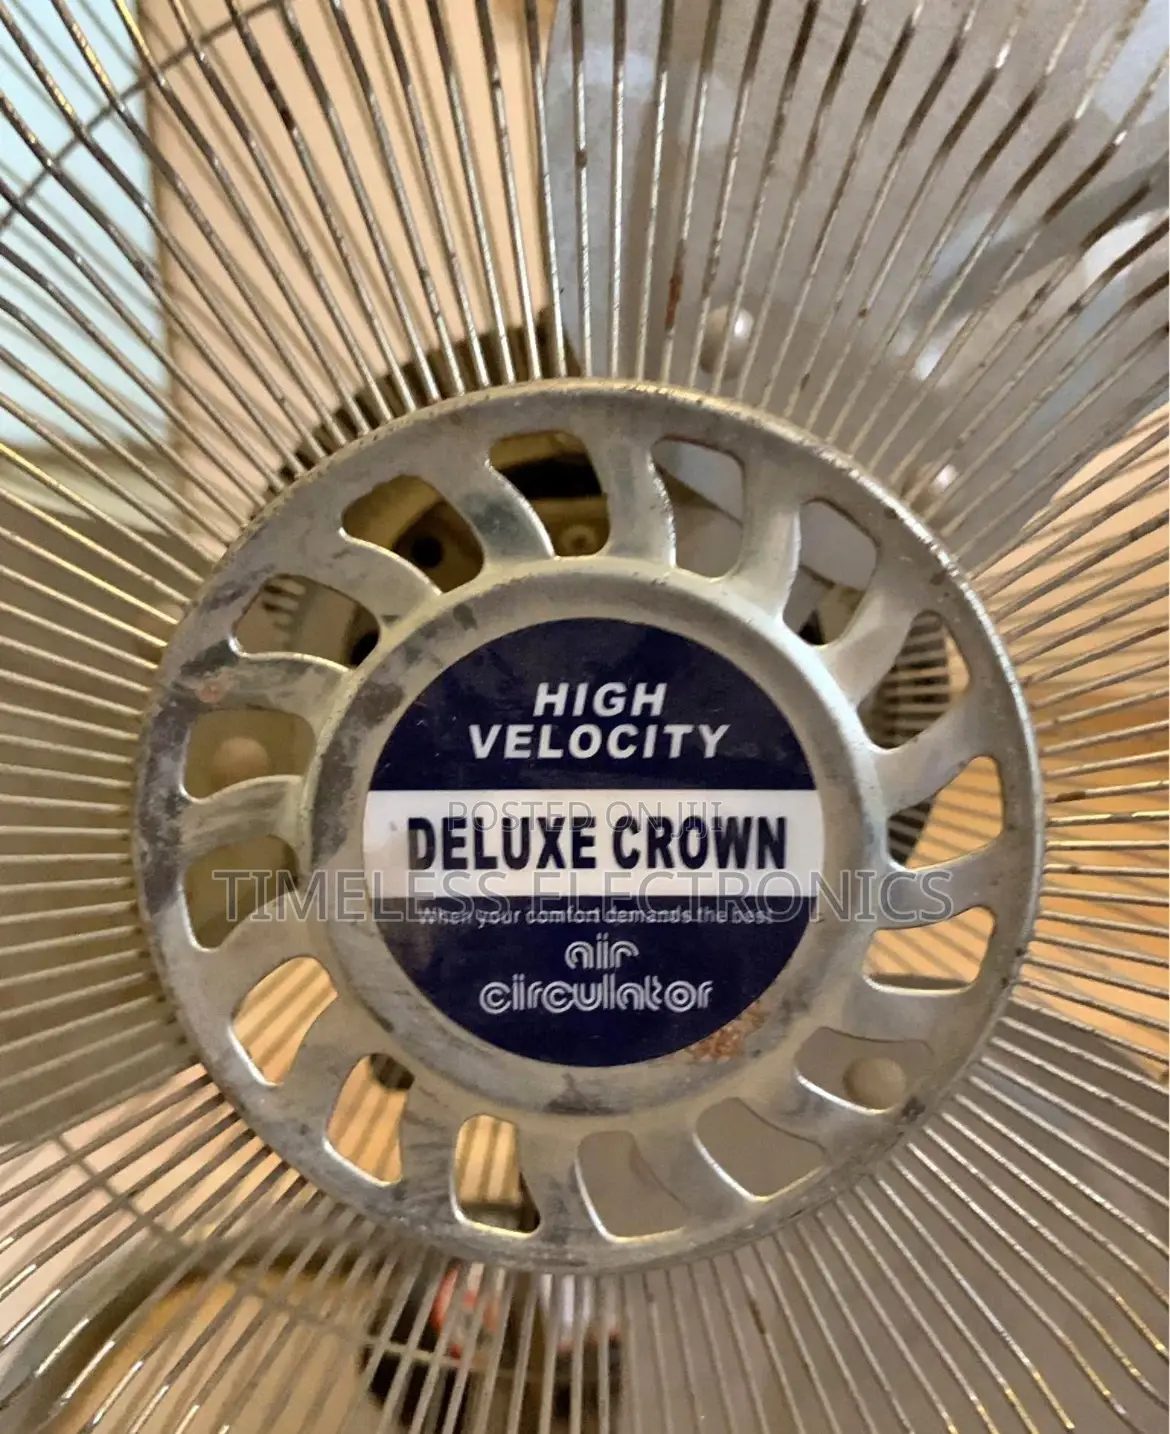 HIGH
VELOCITY
POSTED ON JIJI
DELUXE CROWN
TIMELESS ELECTRONICS
When your comfort demands the best
air
circulator